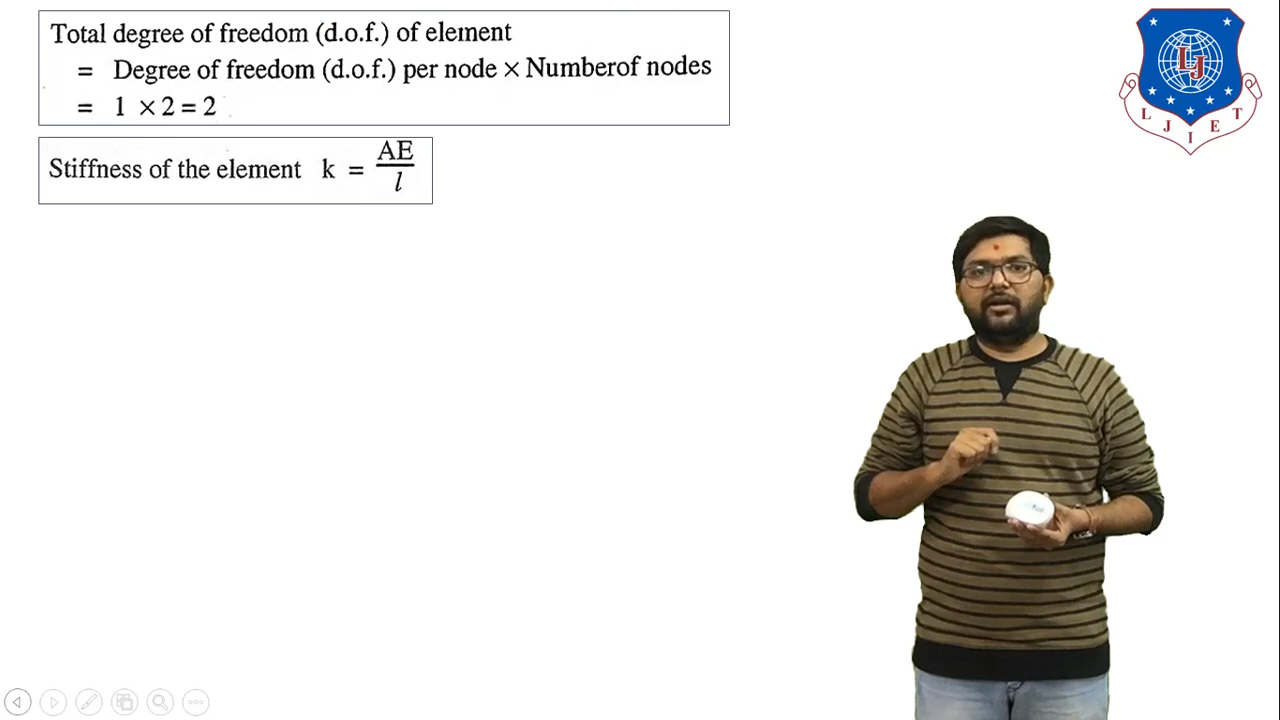 Total degree of freedom (d.o.f.) of element
= Degree of freedom (d.o.f.) per node × Numberof nodes
= 1 × 2 = 2
Stiffness of the element k = AE / l
LJ
L J I E T